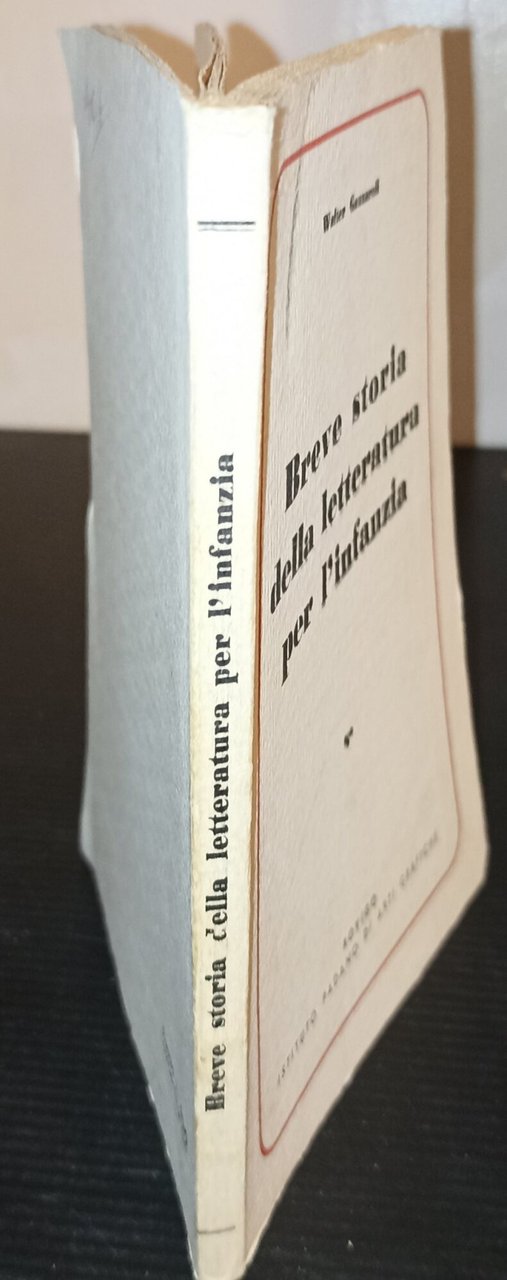 Breve storia della letteratura per l'infanzia
Walter
Breve storia
della letteratura
per l'infanzia
ROVIGO
ISTITUTO PADANO DI ARTI GRAFICHE